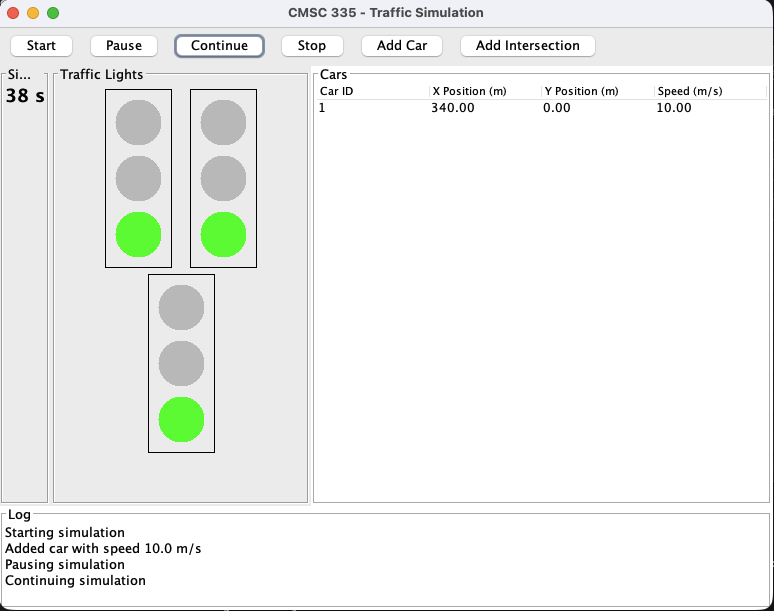 CMSC 335 - Traffic Simulation
Start Pause Continue Stop Add Car Add Intersection
Si...
38 s
Traffic Lights
Cars
Car ID X Position (m) Y Position (m) Speed (m/s)
1 340.00 0.00 10.00
Log
Starting simulation
Added car with speed 10.0 m/s
Pausing simulation
Continuing simulation